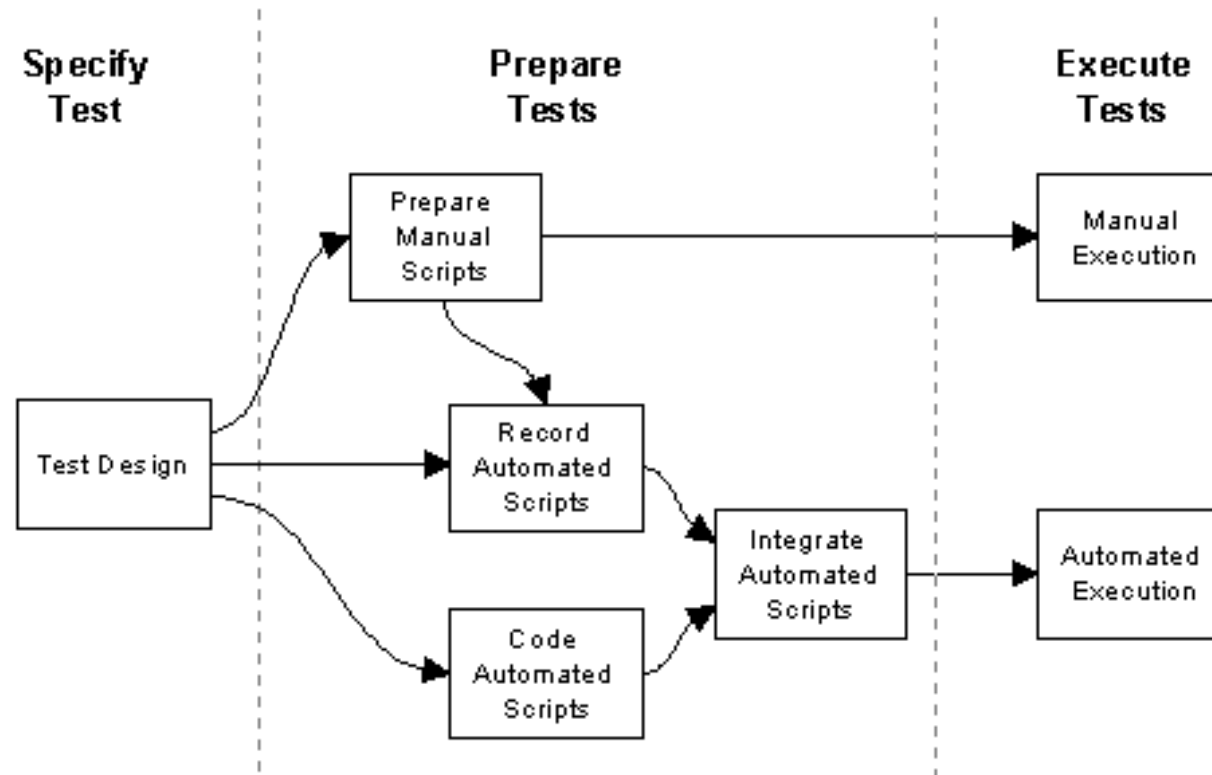 Specify
Test
Prepare
Tests
Execute
Tests
Prepare
Manual
Scripts
Manual
Execution
Test Design
Record
Automated
Scripts
Integrate
Automated
Scripts
Automated
Execution
Code
Automated
Scripts